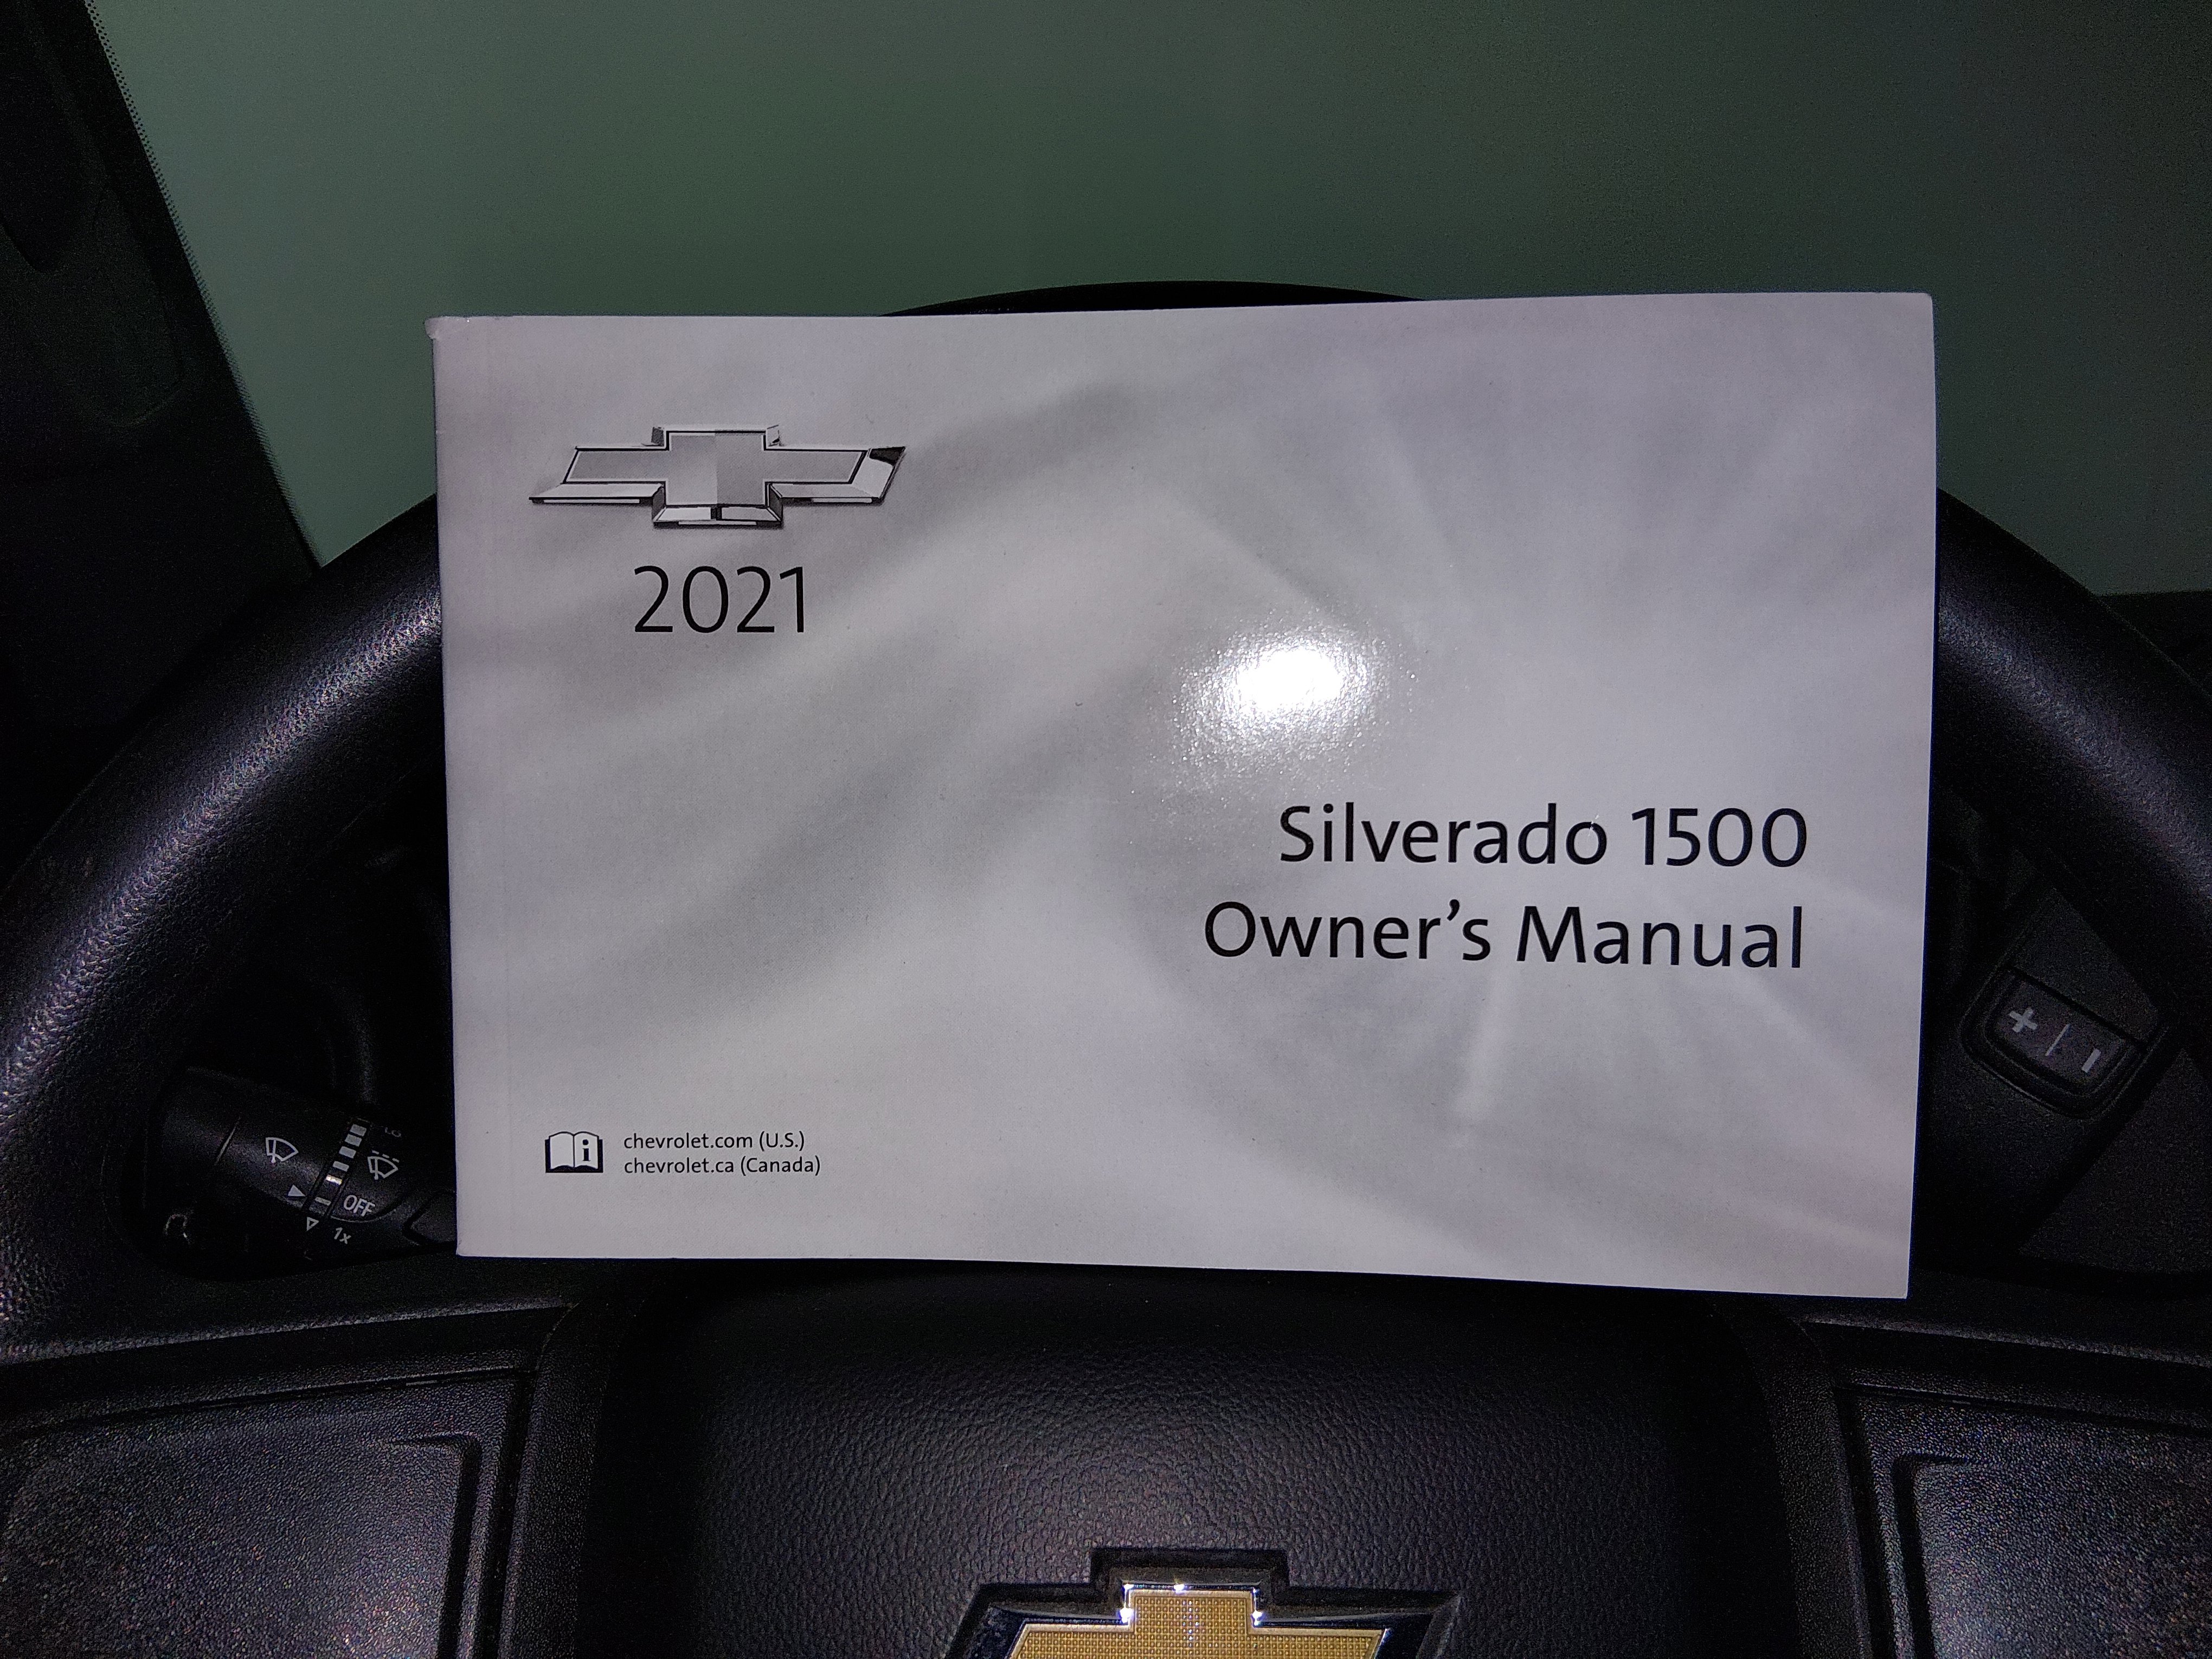 2021
Silverado 1500
Owner's Manual
chevrolet.com (U.S.)
chevrolet.ca (Canada)
OFF
1x
+ | -